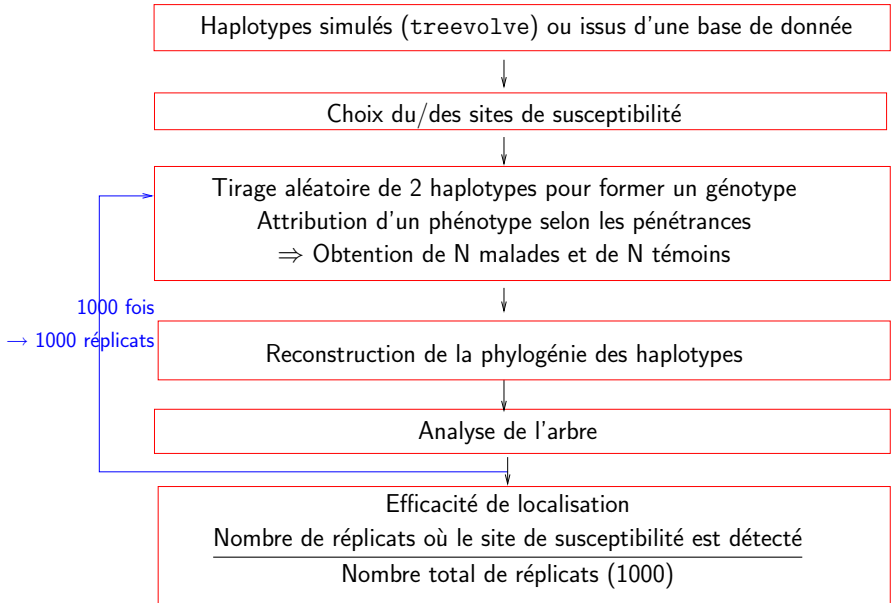 Haplotypes simulés (treevolve) ou issus d'une base de donnée
Choix du/des sites de susceptibilité
Tirage aléatoire de 2 haplotypes pour former un génotype
Attribution d'un phénotype selon les pénétrances
⇒ Obtention de N malades et de N témoins
1000 fois
→ 1000 réplicats
Reconstruction de la phylogénie des haplotypes
Analyse de l'arbre
Efficacité de localisation
Nombre de réplicats où le site de susceptibilité est détecté
Nombre total de réplicats (1000)